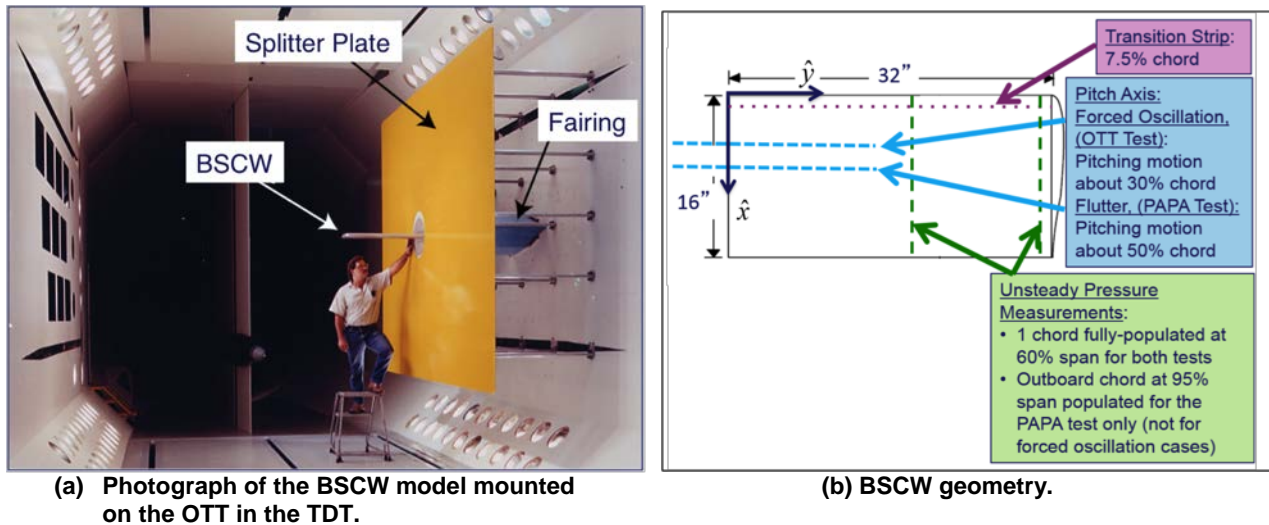 Splitter Plate
Fairing
BSCW
(a) Photograph of the BSCW model mounted
on the OTT in the TDT.
ŷ
32”
16”
x̂
Transition Strip:
7.5% chord
Pitch Axis:
Forced Oscillation,
(OTT Test):
Pitching motion
about 30% chord
Flutter, (PAPA Test):
Pitching motion
about 50% chord
Unsteady Pressure
Measurements:
• 1 chord fully-populated at
60% span for both tests
• Outboard chord at 95%
span populated for the
PAPA test only (not for
forced oscillation cases)
(b) BSCW geometry.